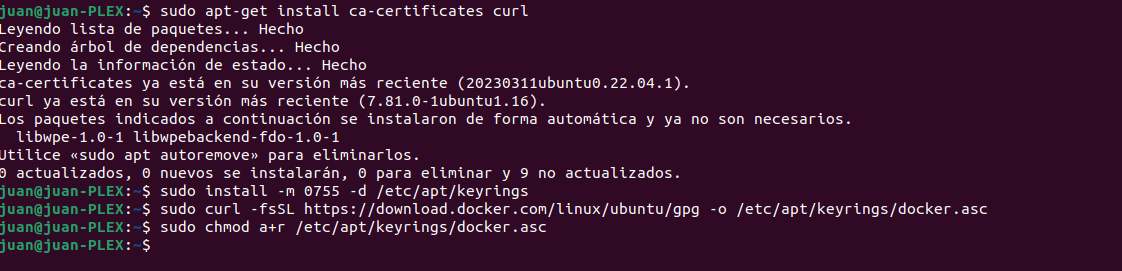 juan@juan-PLEX:~$ sudo apt-get install ca-certificates curl
Leyendo lista de paquetes... Hecho
Creando árbol de dependencias... Hecho
Leyendo la información de estado... Hecho
ca-certificates ya está en su versión más reciente (20230311ubuntu0.22.04.1).
curl ya está en su versión más reciente (7.81.0-1ubuntu1.16).
Los paquetes indicados a continuación se instalaron de forma automática y ya no son necesarios.
  libwpe-1.0-1 libwpebackend-fdo-1.0-1
Utilice «sudo apt autoremove» para eliminarlos.
0 actualizados, 0 nuevos se instalarán, 0 para eliminar y 9 no actualizados.
juan@juan-PLEX:~$ sudo install -m 0755 -d /etc/apt/keyrings
juan@juan-PLEX:~$ sudo curl -fsSL https://download.docker.com/linux/ubuntu/gpg -o /etc/apt/keyrings/docker.asc
juan@juan-PLEX:~$ sudo chmod a+r /etc/apt/keyrings/docker.asc
juan@juan-PLEX:~$